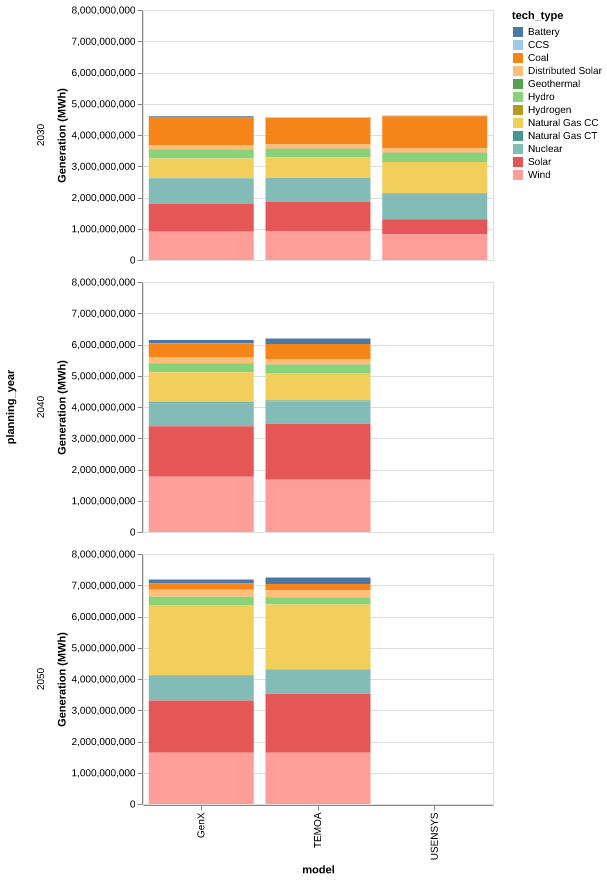 planning_year
2030
Generation (MWh)
8,000,000,000
7,000,000,000
6,000,000,000
5,000,000,000
4,000,000,000
3,000,000,000
2,000,000,000
1,000,000,000
0
2040
Generation (MWh)
8,000,000,000
7,000,000,000
6,000,000,000
5,000,000,000
4,000,000,000
3,000,000,000
2,000,000,000
1,000,000,000
0
2050
Generation (MWh)
8,000,000,000
7,000,000,000
6,000,000,000
5,000,000,000
4,000,000,000
3,000,000,000
2,000,000,000
1,000,000,000
0
GenX
TEMOA
USENSYS
model
tech_type
Battery
CCS
Coal
Distributed Solar
Geothermal
Hydro
Hydrogen
Natural Gas CC
Natural Gas CT
Nuclear
Solar
Wind